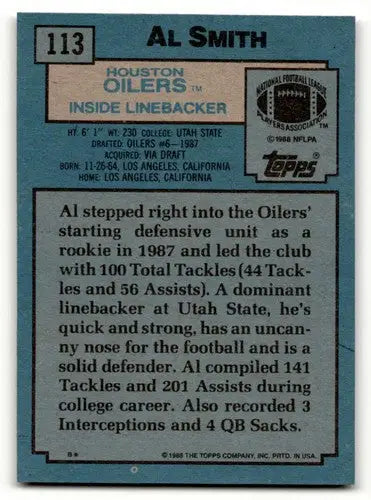 113
AL SMITH
HOUSTON
OILERS™
INSIDE LINEBACKER
NATIONAL FOOTBALL LEAGUE
PLAYERS ASSOCIATION™
©1988 NFLPA
TOPPS®
HT: 6' 1" WT: 230 COLLEGE: UTAH STATE
DRAFTED: OILERS #6-1987
ACQUIRED: VIA DRAFT
BORN: 11-26-64, LOS ANGELES, CALIFORNIA
HOME: LOS ANGELES, CALIFORNIA
Al stepped right into the Oilers'
starting defensive unit as a
rookie in 1987 and led the club
with 100 Total Tackles (44 Tack-
les and 56 Assists). A dominant
linebacker at Utah State, he's
quick and strong, has an uncan-
ny nose for the football and is a
solid defender. Al compiled 141
Tackles and 201 Assists during
college career. Also recorded 3
Interceptions and 4 QB Sacks.
B*
©1988 THE TOPPS COMPANY, INC. PRTD. IN U.S.A.